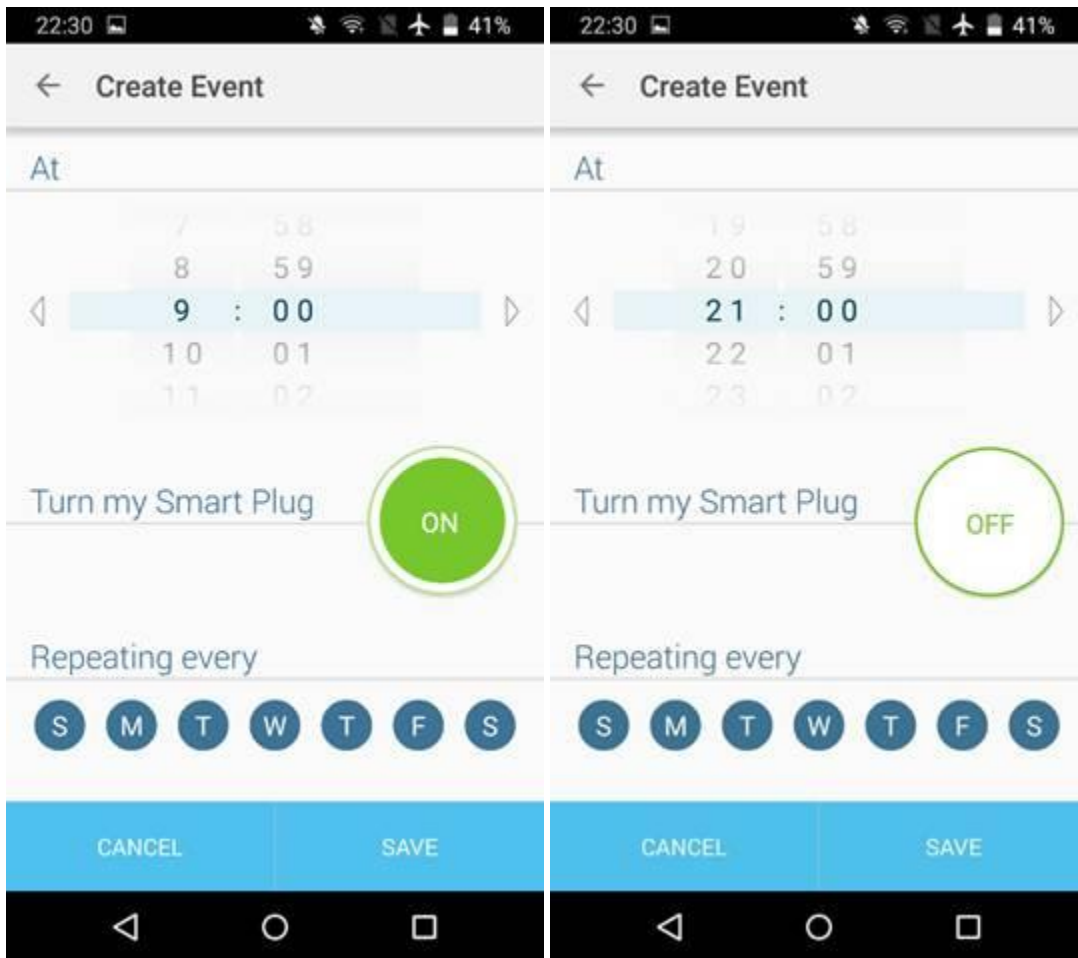 22:30 41%
Create Event
At
7 58
8 59
9 : 00
10 01
11 02
Turn my Smart Plug
ON
Repeating every
S M T W T F S
CANCEL SAVE
22:30 41%
Create Event
At
19 58
20 59
21 : 00
22 01
23 02
Turn my Smart Plug
OFF
Repeating every
S M T W T F S
CANCEL SAVE